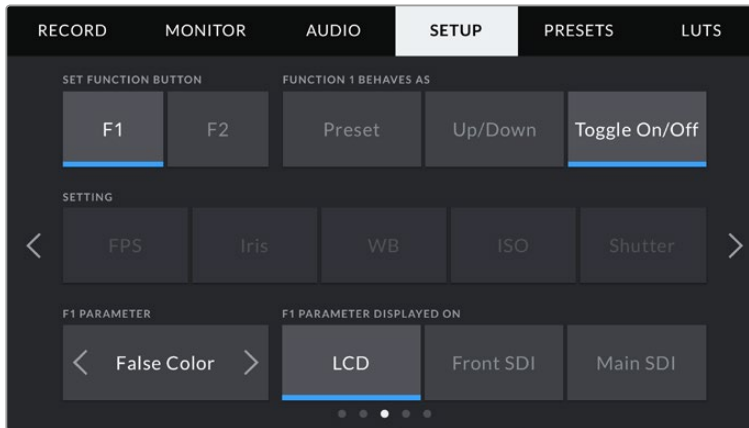 RECORD MONITOR AUDIO SETUP PRESETS LUTS
SET FUNCTION BUTTON FUNCTION 1 BEHAVES AS
F1 F2 Preset Up/Down Toggle On/Off
SETTING
FPS Iris WB ISO Shutter
F1 PARAMETER F1 PARAMETER DISPLAYED ON
False Color LCD Front SDI Main SDI